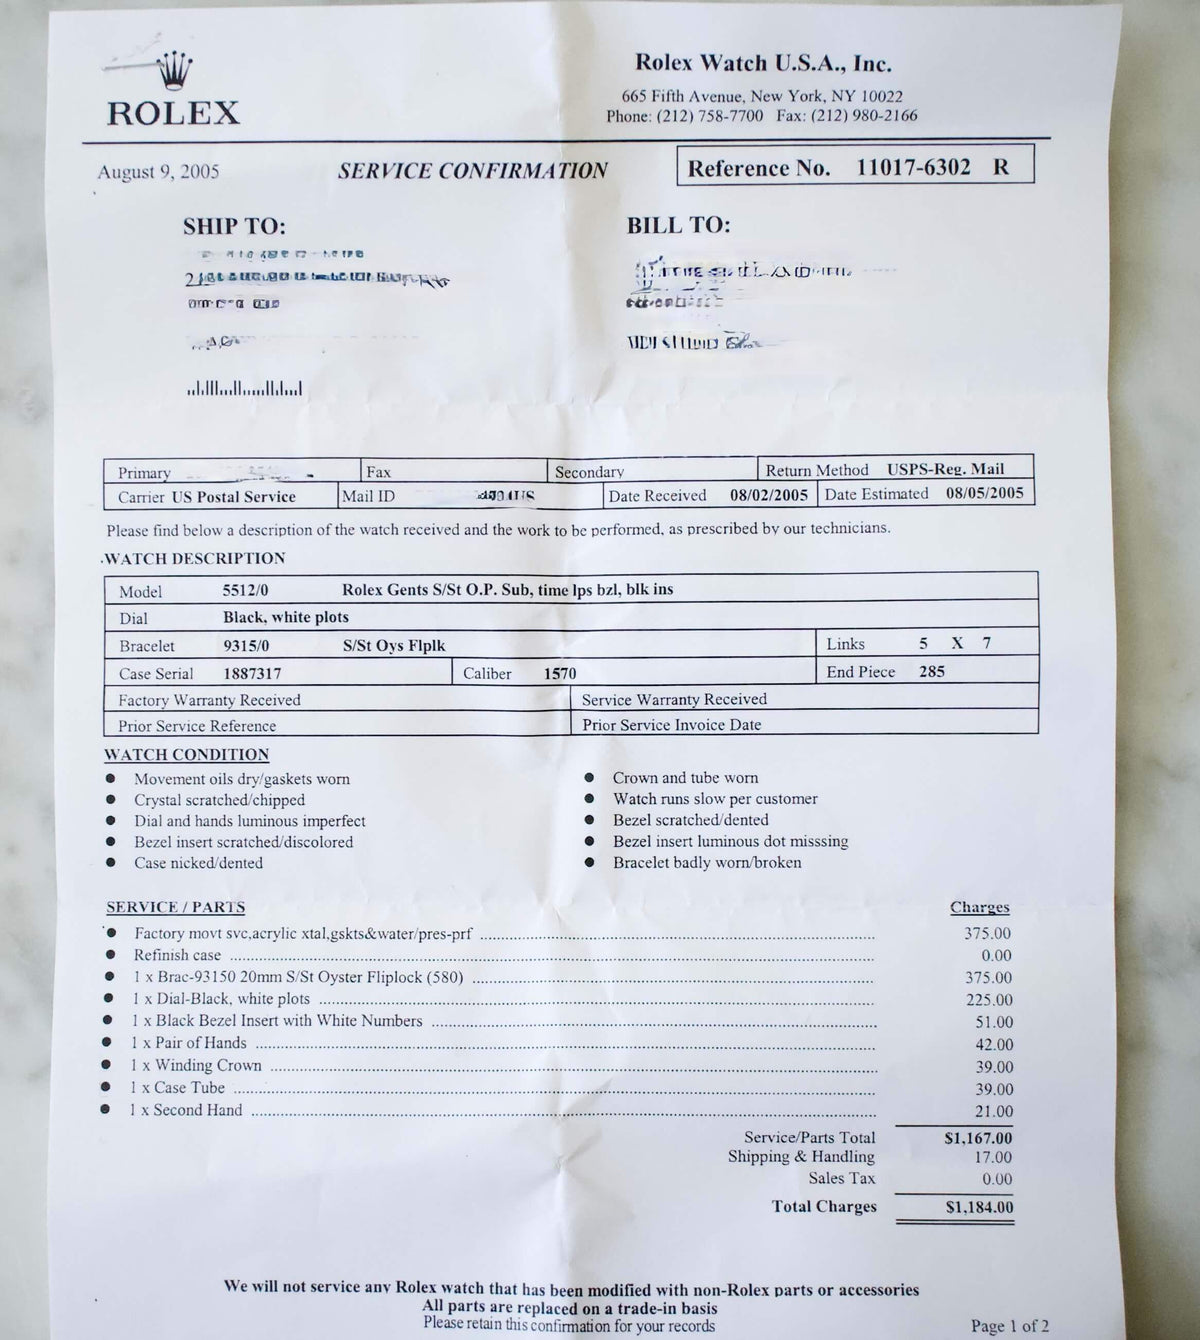 ROLEX
Rolex Watch U.S.A., Inc.
665 Fifth Avenue, New York, NY 10022
Phone: (212) 758-7700 Fax: (212) 980-2166
August 9, 2005 SERVICE CONFIRMATION Reference No. 11017-6302 R
SHIP TO: BILL TO:
Primary Fax Secondary Return Method USPS-Reg. Mail
Carrier US Postal Service Mail ID Date Received 08/02/2005 Date Estimated 08/05/2005
Please find below a description of the watch received and the work to be performed, as prescribed by our technicians.
WATCH DESCRIPTION
Model 5512/0 Rolex Gents S/St O.P. Sub, time lps bzl, blk ins
Dial Black, white plots
Bracelet 9315/0 S/St Oys Flplk Links 5 X 7
Case Serial 1887317 Caliber 1570 End Piece 285
Factory Warranty Received Service Warranty Received
Prior Service Reference Prior Service Invoice Date
WATCH CONDITION
● Movement oils dry/gaskets worn ● Crown and tube worn
● Crystal scratched/chipped ● Watch runs slow per customer
● Dial and hands luminous imperfect ● Bezel scratched/dented
● Bezel insert scratched/discolored ● Bezel insert luminous dot misssing
● Case nicked/dented ● Bracelet badly worn/broken
SERVICE / PARTS Charges
● Factory movt svc,acrylic xtal,gskts&water/pres-prf 375.00
● Refinish case 0.00
● 1 x Brac-93150 20mm S/St Oyster Fliplock (580) 375.00
● 1 x Dial-Black, white plots 225.00
● 1 x Black Bezel Insert with White Numbers 51.00
● 1 x Pair of Hands 42.00
● 1 x Winding Crown 39.00
● 1 x Case Tube 39.00
● 1 x Second Hand 21.00
Service/Parts Total $1,167.00
Shipping & Handling 17.00
Sales Tax 0.00
Total Charges $1,184.00
We will not service any Rolex watch that has been modified with non-Rolex parts or accessories
All parts are replaced on a trade-in basis
Please retain this confirmation for your records Page 1 of 2